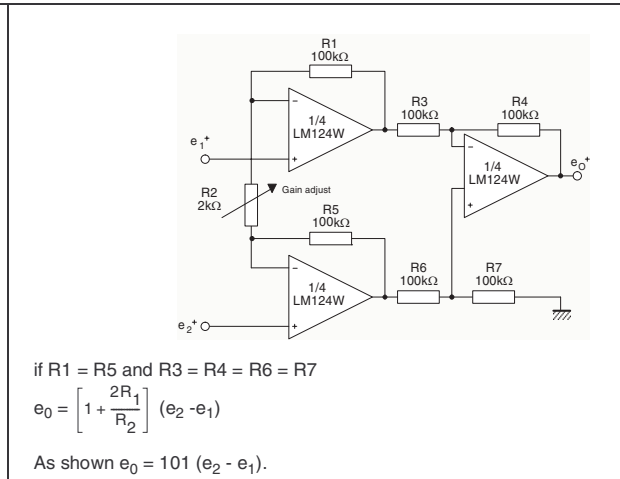 R1
100kΩ
R3
100kΩ
R4
100kΩ
1/4
LM124W
e1+
eO+
1/4
LM124W
R2
2kΩ
Gain adjust
R5
100kΩ
R6
100kΩ
R7
100kΩ
1/4
LM124W
e2+
if R1 = R5 and R3 = R4 = R6 = R7
e0 = [1 + 2R1/R2] (e2 -e1)
As shown e0 = 101 (e2 - e1).